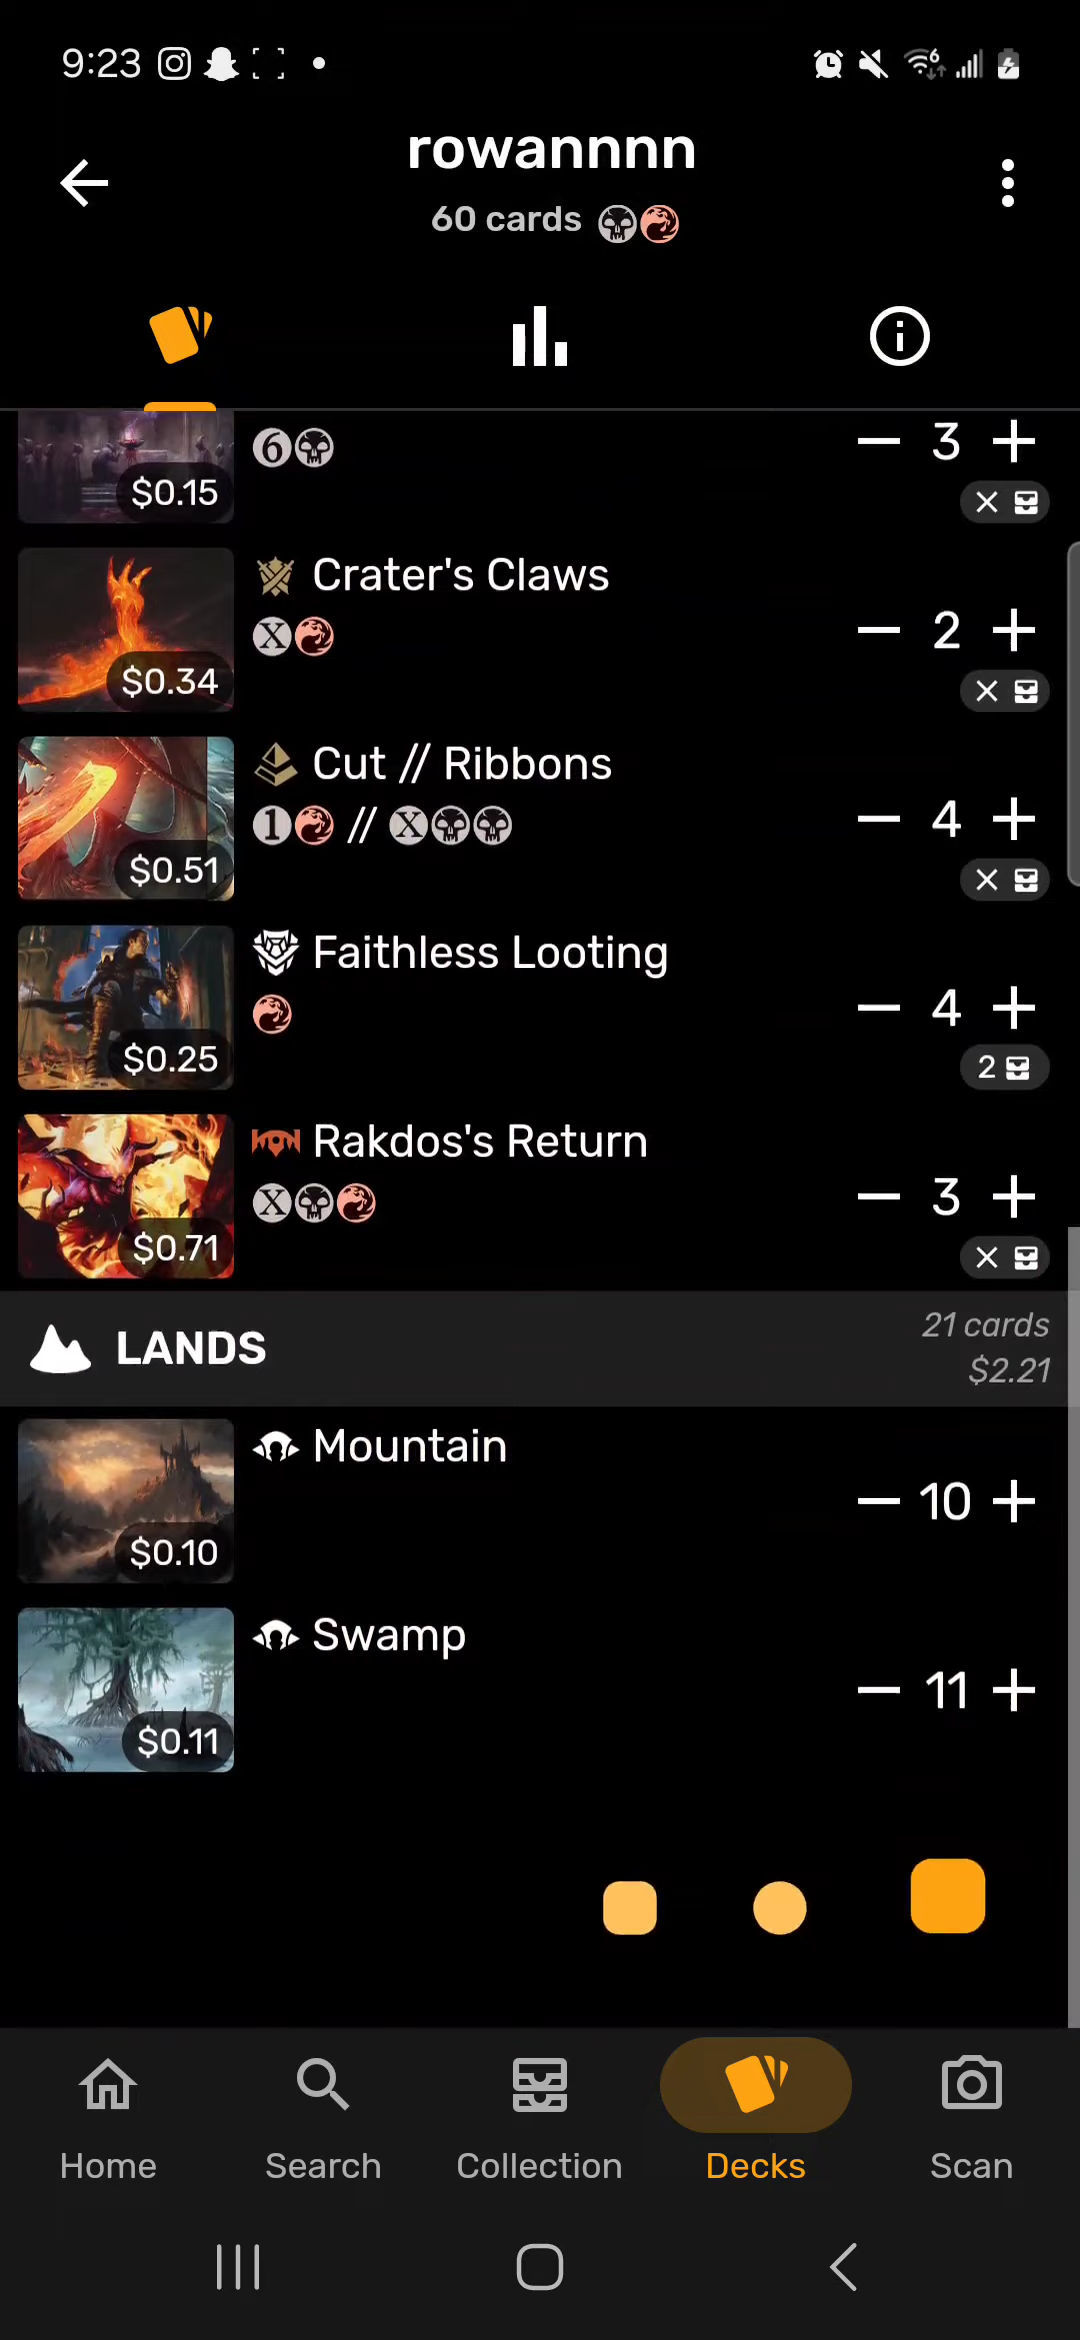 9:23
rowannnn
60 cards
6
3
$0.15
Crater's Claws
X
2
$0.34
Cut // Ribbons
1 // X
4
$0.51
Faithless Looting
4
$0.25
2
Rakdos's Return
X
3
$0.71
LANDS
21 cards
$2.21
Mountain
10
$0.10
Swamp
11
$0.11
Home Search Collection Decks Scan